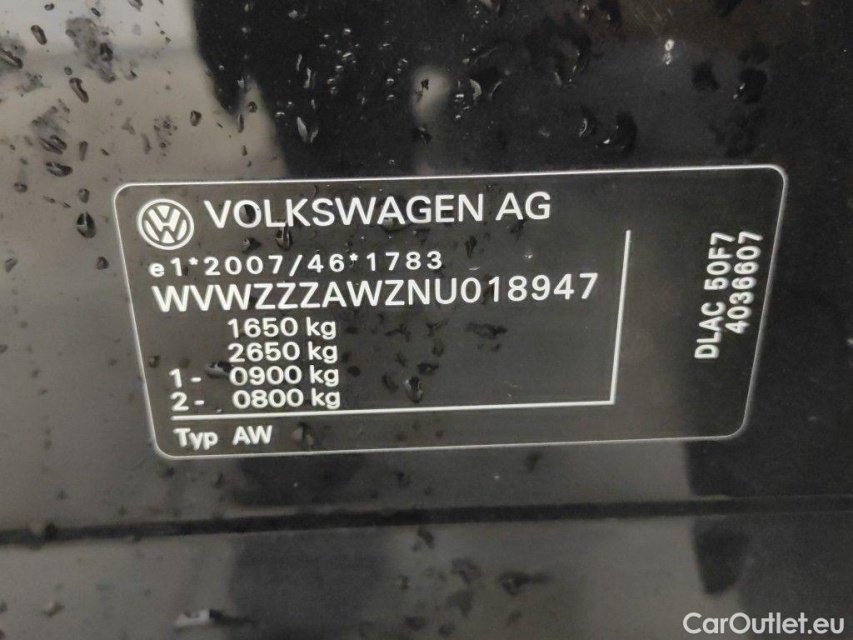 VOLKSWAGEN AG
e1*2007/46*1783
WVWZZZAWZNU018947
1650 kg
2650 kg
1- 0900 kg
2- 0800 kg
Typ AW
DLAC 50F7
4036607
CarOutlet.eu